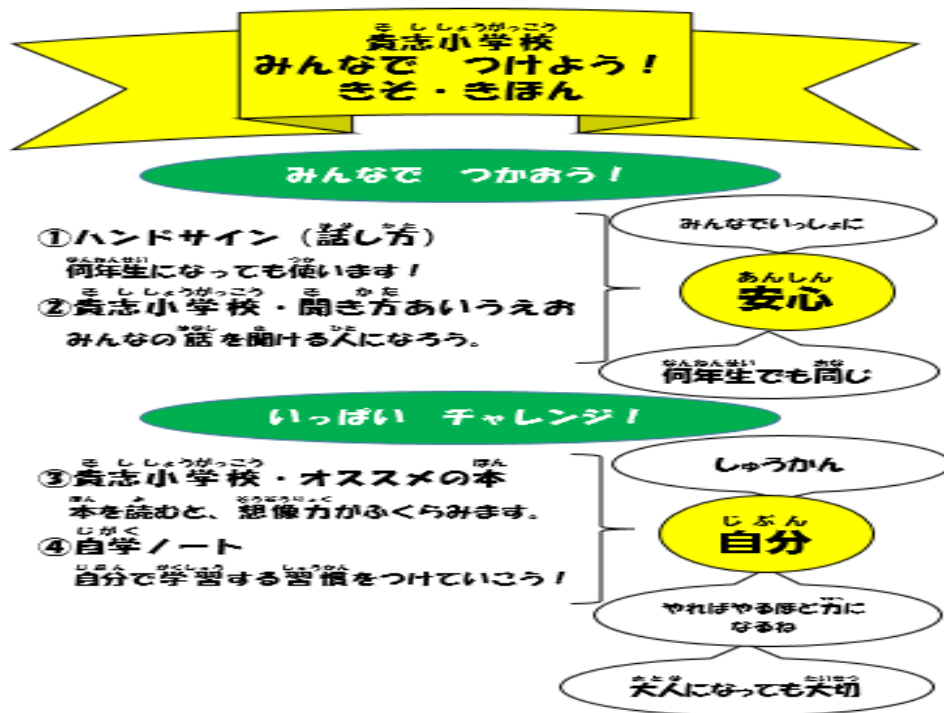 貴志小学校
みんなで つけよう！
きそ・きほん
みんなで つかおう！
①ハンドサイン（話し方）
何年生になっても使います！
②貴志小学校・聞き方あいうえお
みんなの話を聞ける人になろう。
みんなでいっしょに
安心
何年生でも同じ
いっぱい チャレンジ！
③貴志小学校・オススメの本
本を読むと、想像力がふくらみます。
④自学ノート
自分で学習する習慣をつけていこう！
しゅうかん
自分
やればやるほど力に
なるね
大人になっても大切